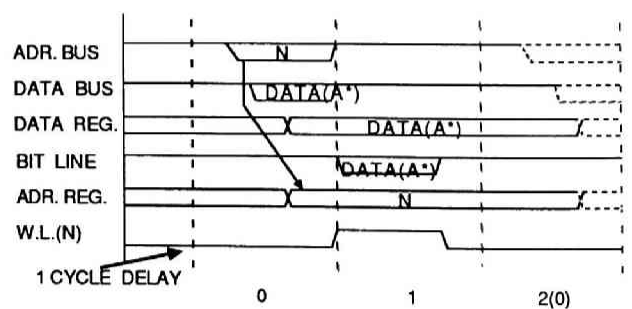 ADR. BUS N
DATA BUS DATA(A*)
DATA REG. DATA(A*)
BIT LINE DATA(A*)
ADR. REG. N
W.L.(N)
1 CYCLE DELAY
0 1 2(0)